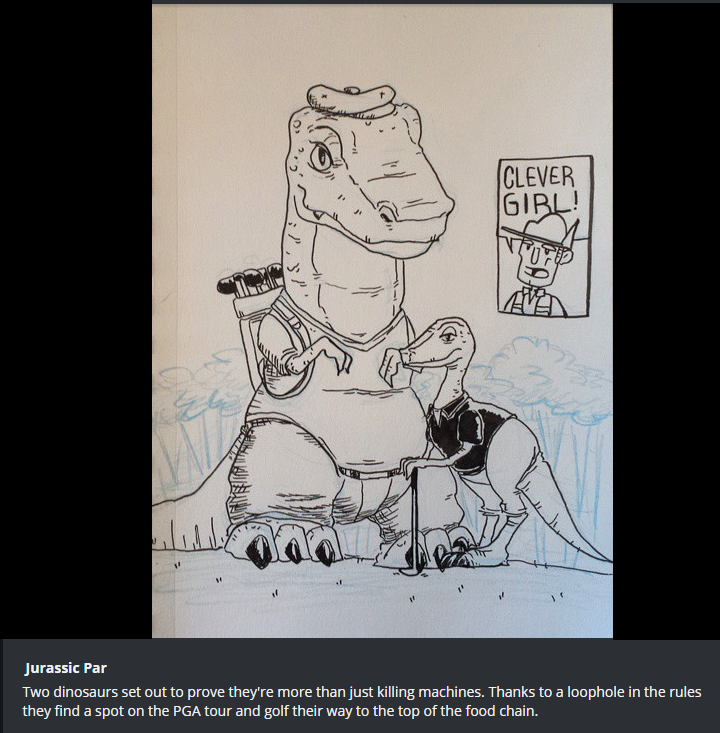 CLEVER
GIRL!
Jurassic Par
Two dinosaurs set out to prove they're more than just killing machines. Thanks to a loophole in the rules
they find a spot on the PGA tour and golf their way to the top of the food chain.